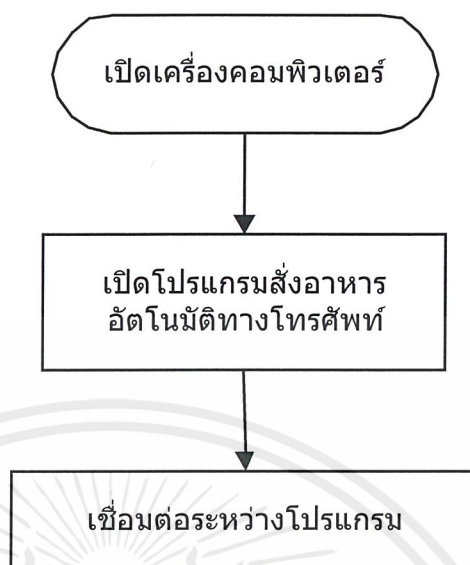 เปิดเครื่องคอมพิวเตอร์
เปิดโปรแกรมสั่งอาหาร
อัตโนมัติทางโทรศัพท์
เชื่อมต่อระหว่างโปรแกรม